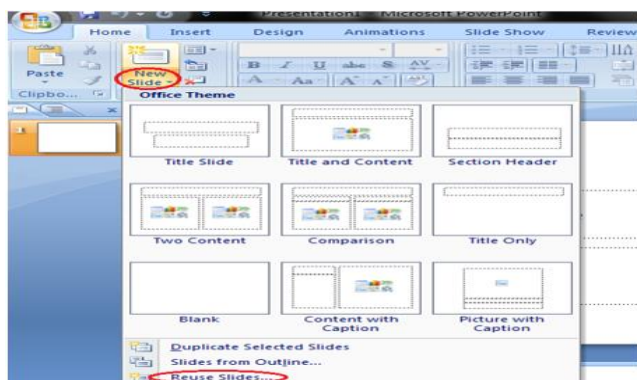 Presentation1 - Microsoft PowerPoint
Home Insert Design Animations Slide Show Review
Paste
New Slide
B I U abc S AV
A Aa A A
Clipbo...
Office Theme
Title Slide Title and Content Section Header
Two Content Comparison Title Only
Blank Content with Caption Picture with Caption
Duplicate Selected Slides
Slides from Outline...
Reuse Slides...